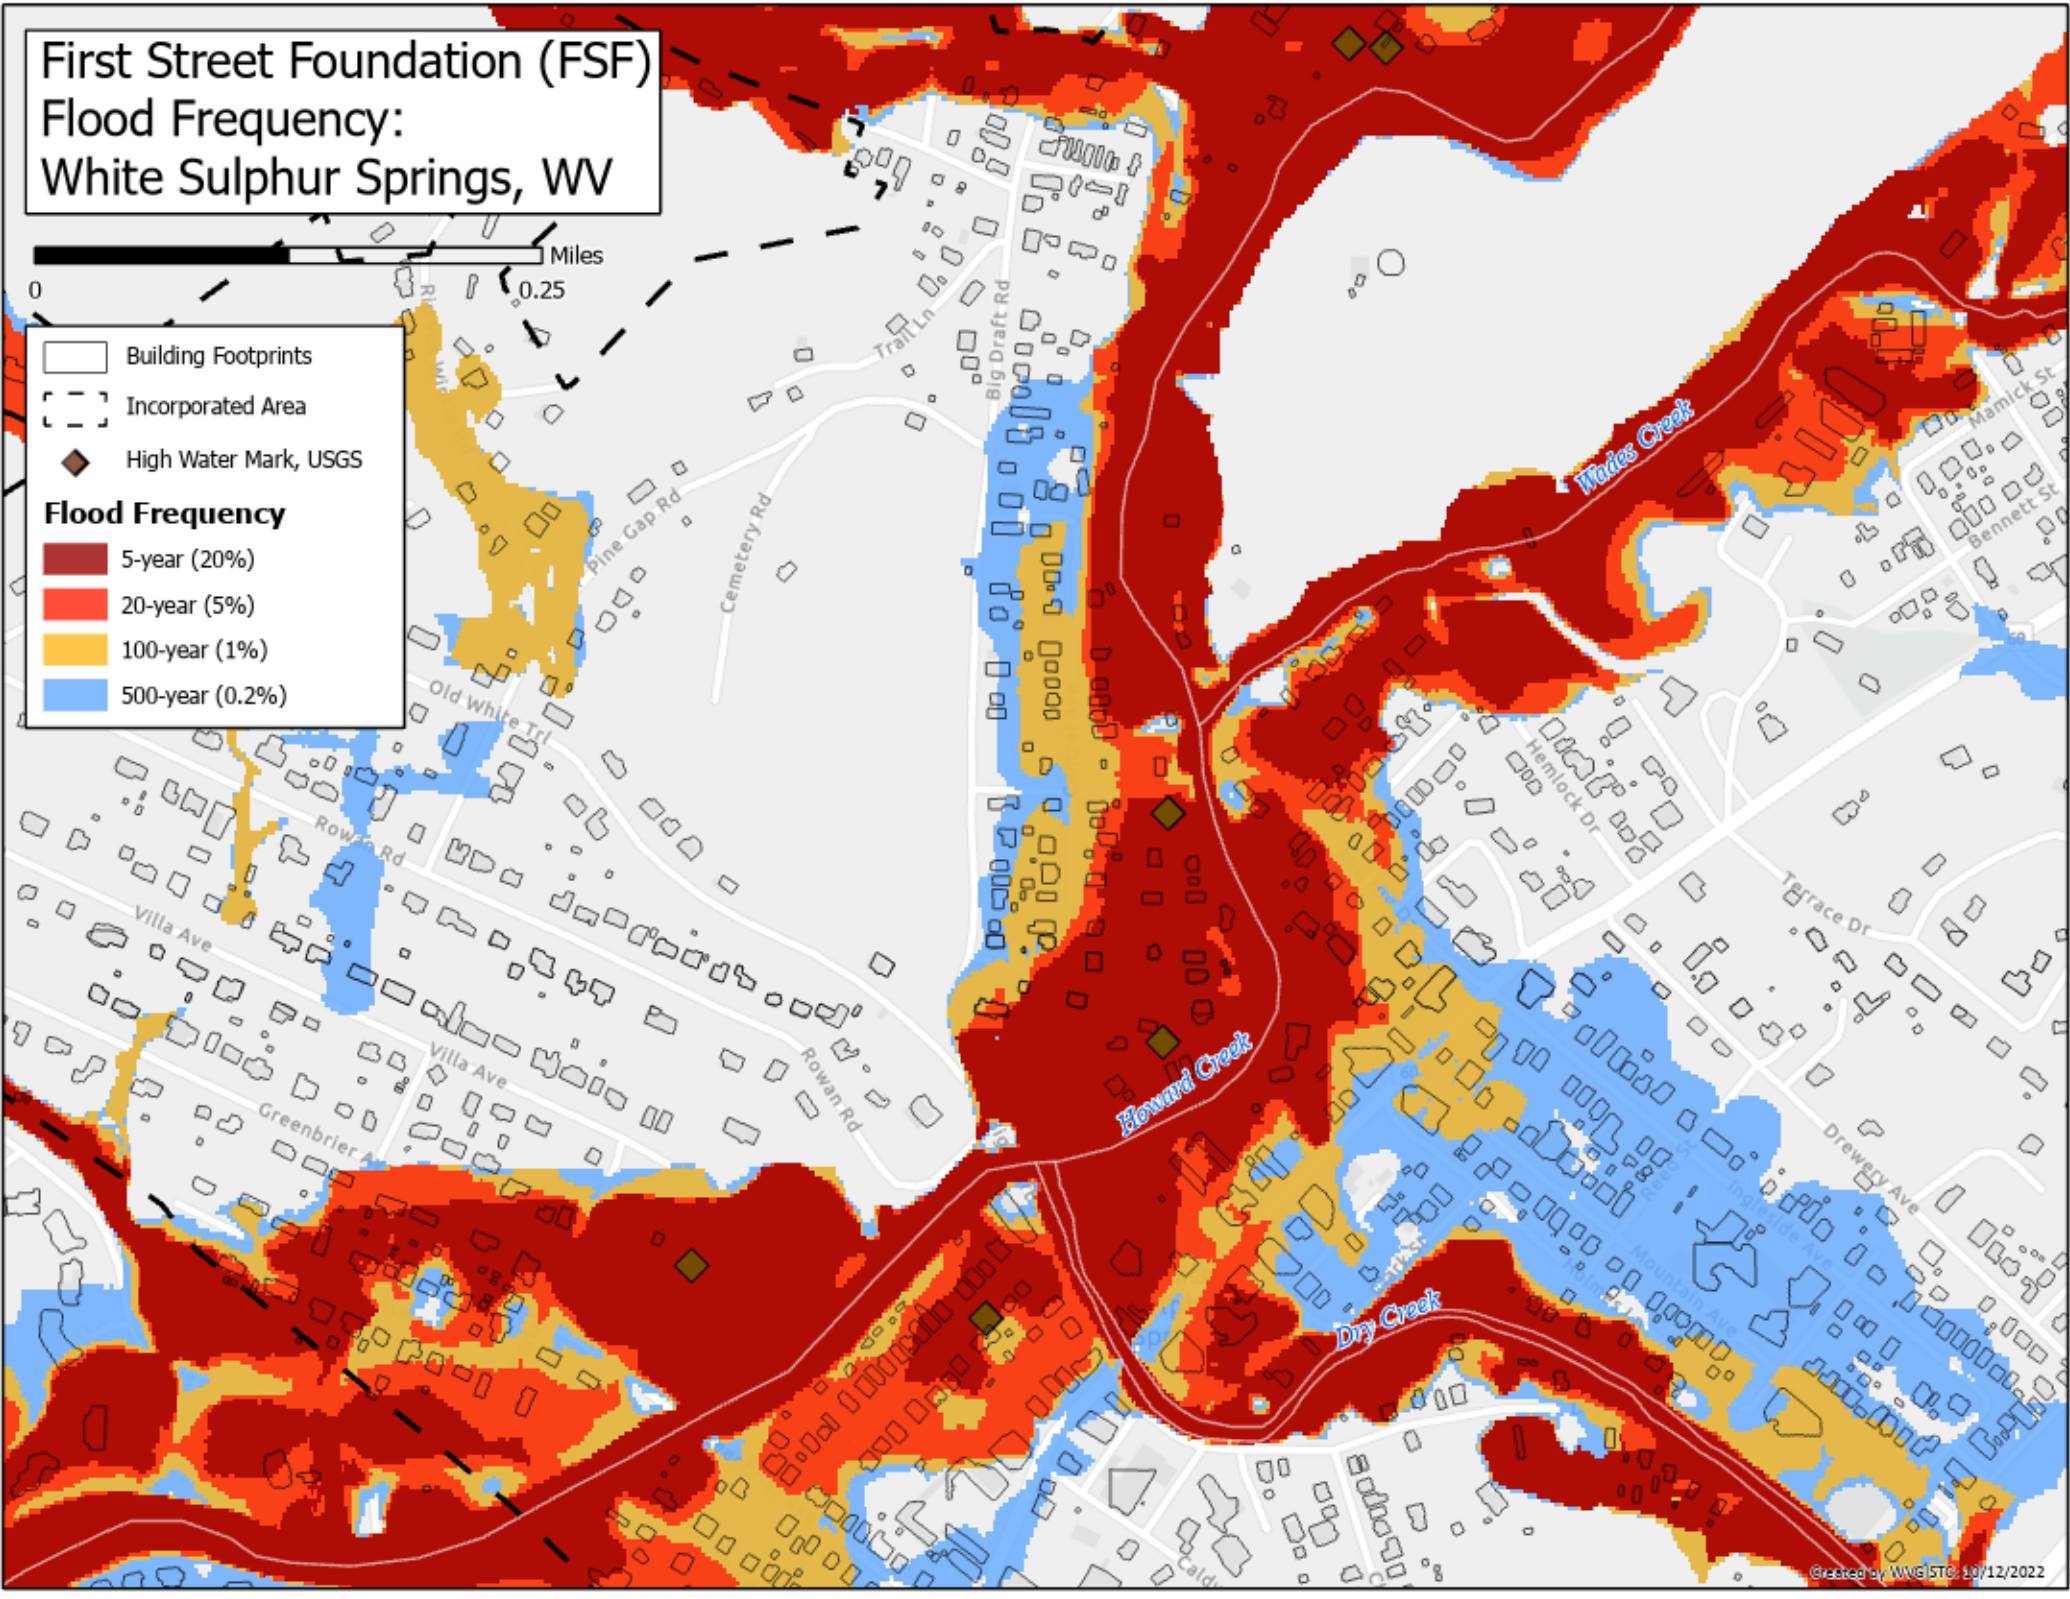 First Street Foundation (FSF)
Flood Frequency:
White Sulphur Springs, WV
Miles
0
0.25
Building Footprints
Incorporated Area
High Water Mark, USGS
Flood Frequency
5-year (20%)
20-year (5%)
100-year (1%)
500-year (0.2%)
Trail Ln
Big Draft Rd
Pine Gap Rd
Cemetery Rd
Wades Creek
Mamick St
Bennett St
Old White Trl
Rowan Rd
Villa Ave
Hemlock Dr
Terrace Dr
Villa Ave
Rowan Rd
Greenbrier A
Howard Creek
60
Reed St
Drewery Ave
Ingleside Ave
Mountain Ave
Dry Creek
Created by WVGISTC: 10/12/2022